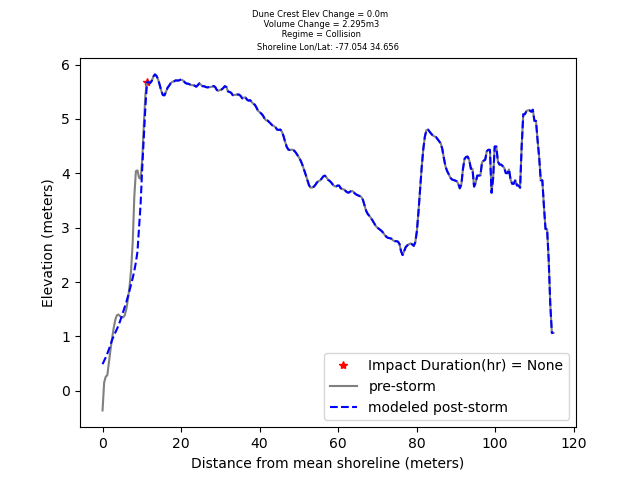 Dune Crest Elev Change = 0.0m
Volume Change = 2.295m3
Regime = Collision
Shoreline Lon/Lat: -77.054 34.656
6
5
4
3
2
1
0
Elevation (meters)
Impact Duration(hr) = None
pre-storm
modeled post-storm
0 20 40 60 80 100 120
Distance from mean shoreline (meters)